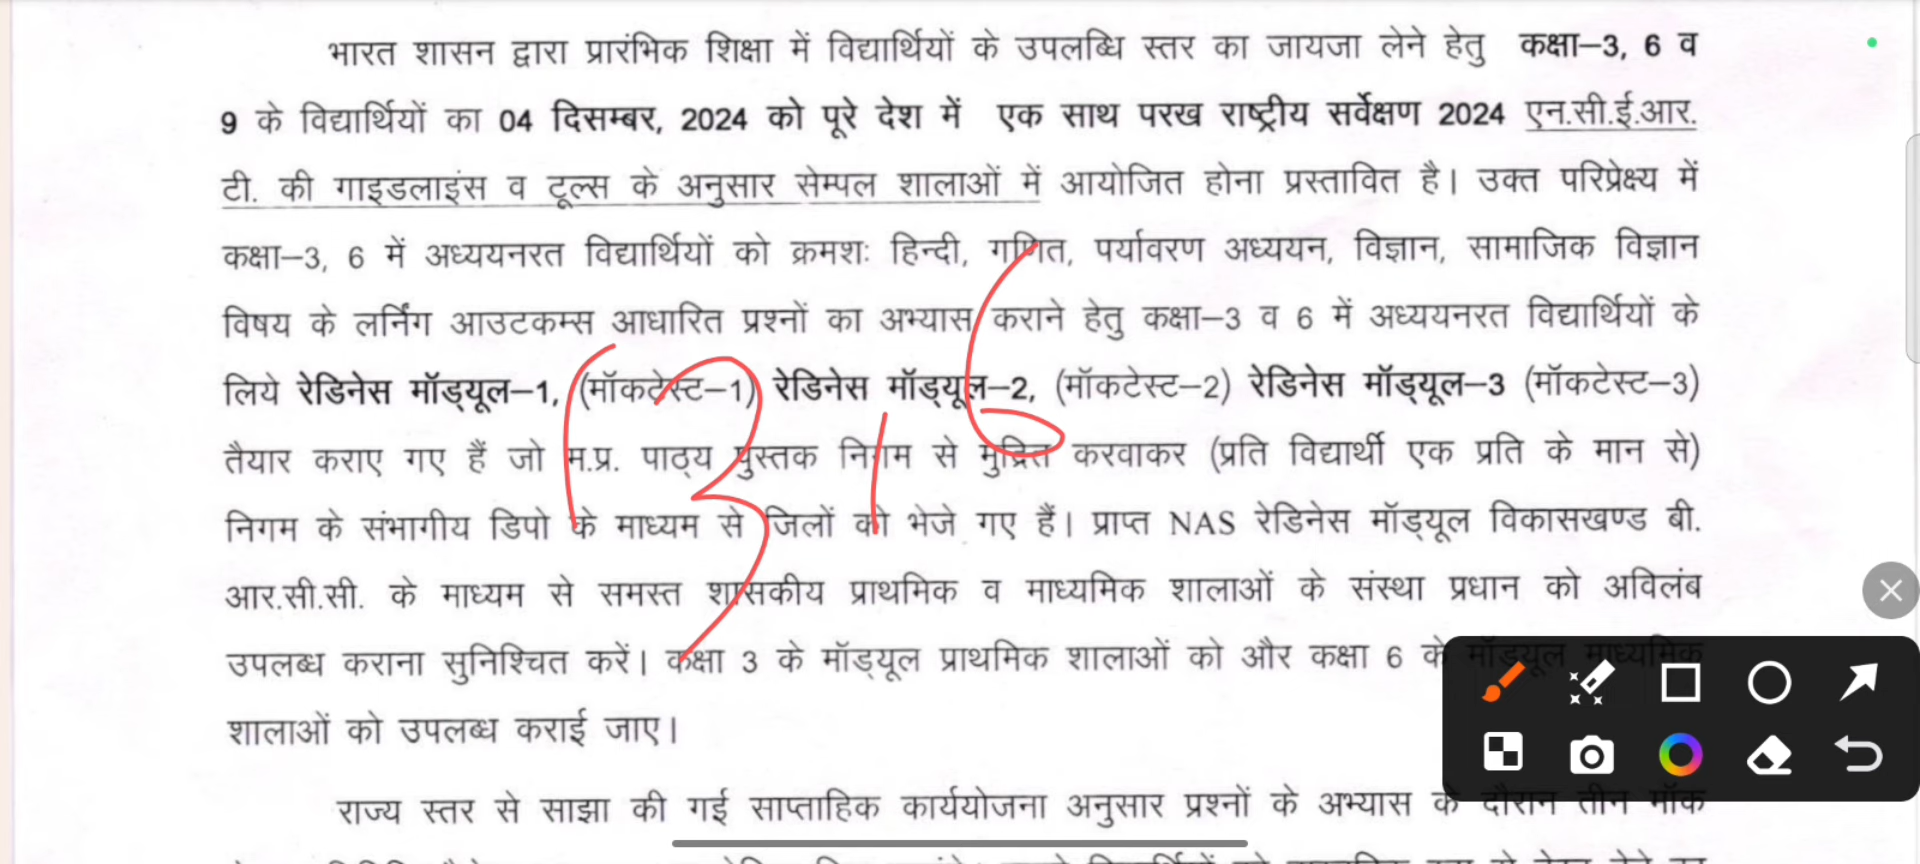 भारत शासन द्वारा प्रारंभिक शिक्षा में विद्यार्थियों के उपलब्धि स्तर का जायजा लेने हेतु कक्षा–3, 6 व
9 के विद्यार्थियों का 04 दिसम्बर, 2024 को पूरे देश में एक साथ परख राष्ट्रीय सर्वेक्षण 2024 एन.सी.ई.आर.
टी. की गाइडलाइंस व टूल्स के अनुसार सेम्पल शालाओं में आयोजित होना प्रस्तावित है। उक्त परिप्रेक्ष्य में
कक्षा–3, 6 में अध्ययनरत विद्यार्थियों को क्रमशः हिन्दी, गणित, पर्यावरण अध्ययन, विज्ञान, सामाजिक विज्ञान
विषय के लर्निंग आउटकम्स आधारित प्रश्नों का अभ्यास कराने हेतु कक्षा–3 व 6 में अध्ययनरत विद्यार्थियों के
लिये रेडिनेस मॉड्यूल–1, (मॉकटेस्ट–1) रेडिनेस मॉड्यूल–2, (मॉकटेस्ट–2) रेडिनेस मॉड्यूल–3 (मॉकटेस्ट–3)
तैयार कराए गए हैं जो म.प्र. पाठ्य पुस्तक निगम से मुद्रित करवाकर (प्रति विद्यार्थी एक प्रति के मान से)
निगम के संभागीय डिपो के माध्यम से जिलों को भेजे गए हैं। प्राप्त NAS रेडिनेस मॉड्यूल विकासखण्ड बी.
आर.सी.सी. के माध्यम से समस्त शासकीय प्राथमिक व माध्यमिक शालाओं के संस्था प्रधान को अविलंब
उपलब्ध कराना सुनिश्चित करें। कक्षा 3 के मॉड्यूल प्राथमिक शालाओं को और कक्षा 6 के मॉड्यूल माध्यमिक
शालाओं को उपलब्ध कराई जाए।
राज्य स्तर से साझा की गई साप्ताहिक कार्ययोजना अनुसार प्रश्नों के अभ्यास के दौरान तीन मॉक